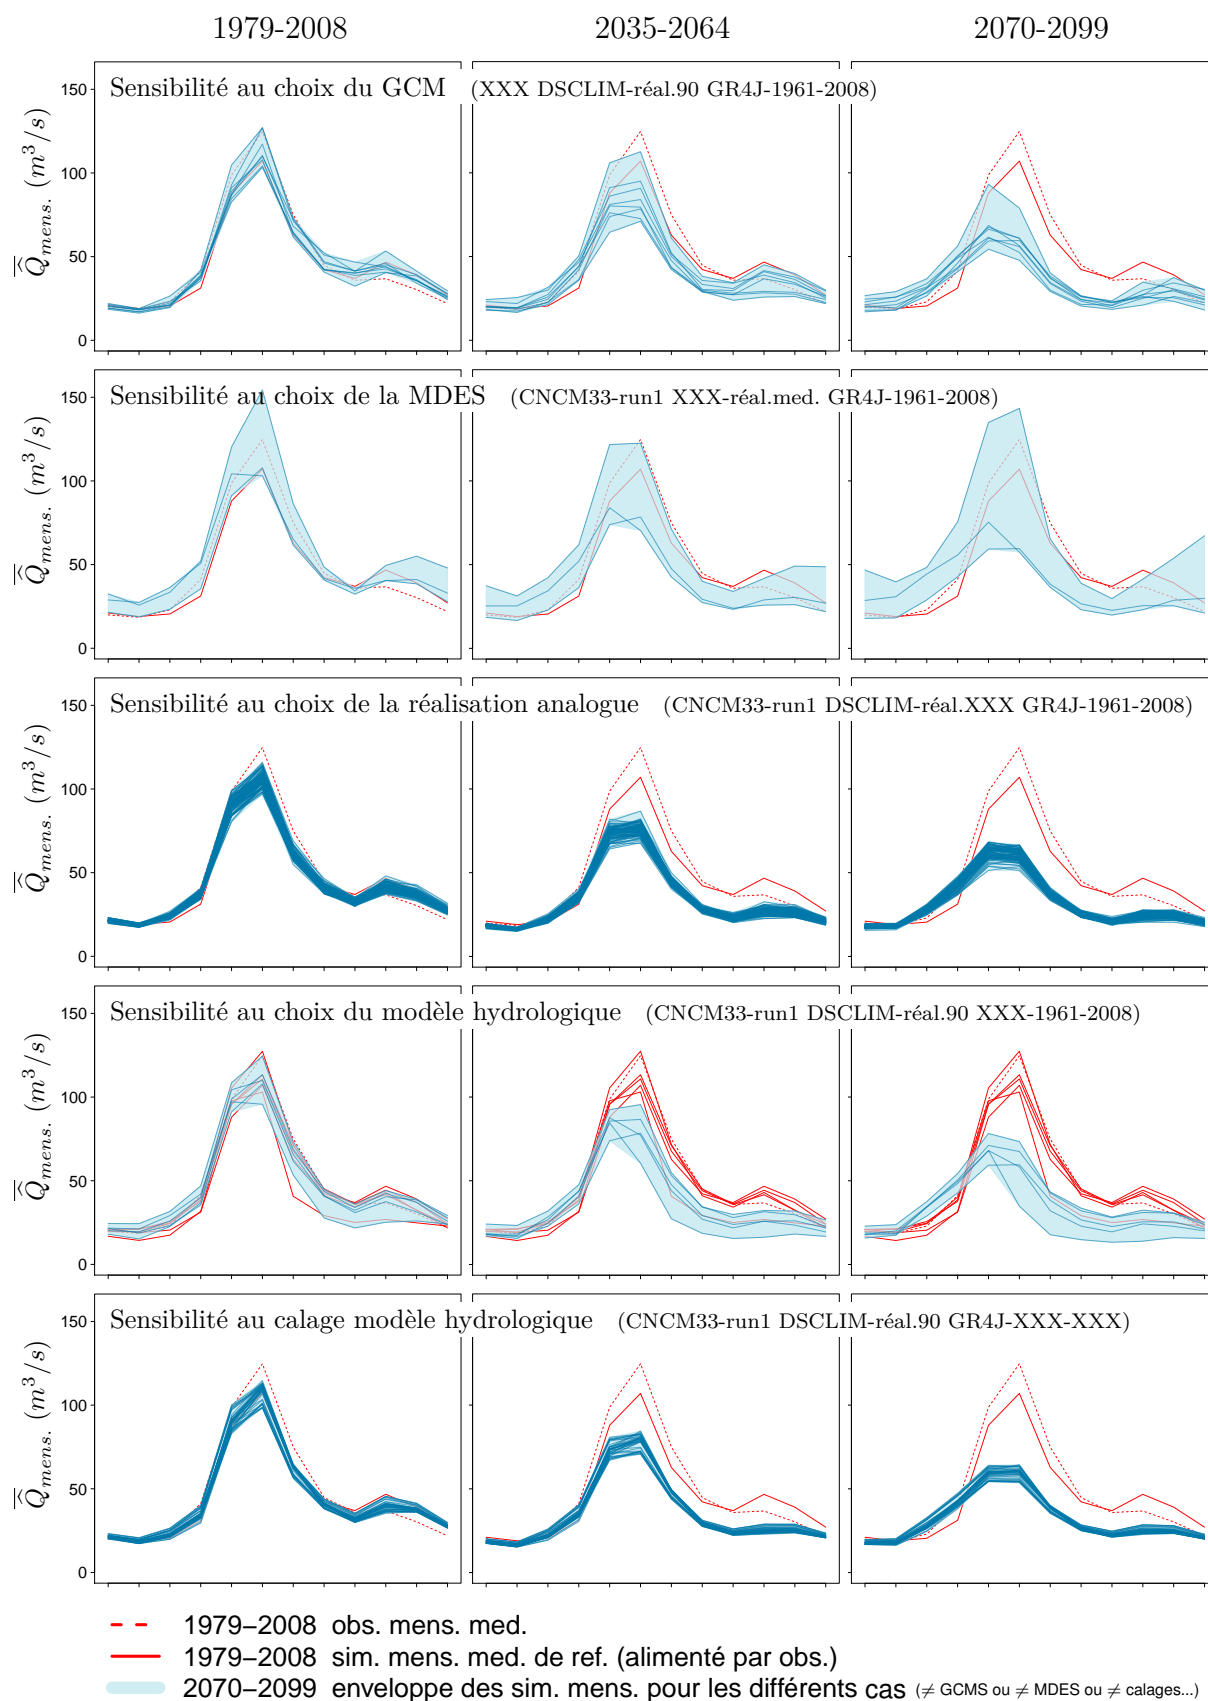 1979-2008 2035-2064 2070-2099
Sensibilité au choix du GCM (XXX DSCLIM-réal.90 GR4J-1961-2008)
150
100
50
0
Q̂mens. (m³/s)
Sensibilité au choix de la MDES (CNCM33-run1 XXX-réal.med. GR4J-1961-2008)
150
100
50
0
Q̂mens. (m³/s)
Sensibilité au choix de la réalisation analogue (CNCM33-run1 DSCLIM-réal.XXX GR4J-1961-2008)
150
100
50
0
Q̂mens. (m³/s)
Sensibilité au choix du modèle hydrologique (CNCM33-run1 DSCLIM-réal.90 XXX-1961-2008)
150
100
50
0
Q̂mens. (m³/s)
Sensibilité au calage modèle hydrologique (CNCM33-run1 DSCLIM-réal.90 GR4J-XXX-XXX)
150
100
50
0
Q̂mens. (m³/s)
1979−2008 obs. mens. med.
1979−2008 sim. mens. med. de ref. (alimenté par obs.)
2070−2099 enveloppe des sim. mens. pour les différents cas (≠ GCMS ou ≠ MDES ou ≠ calages...)